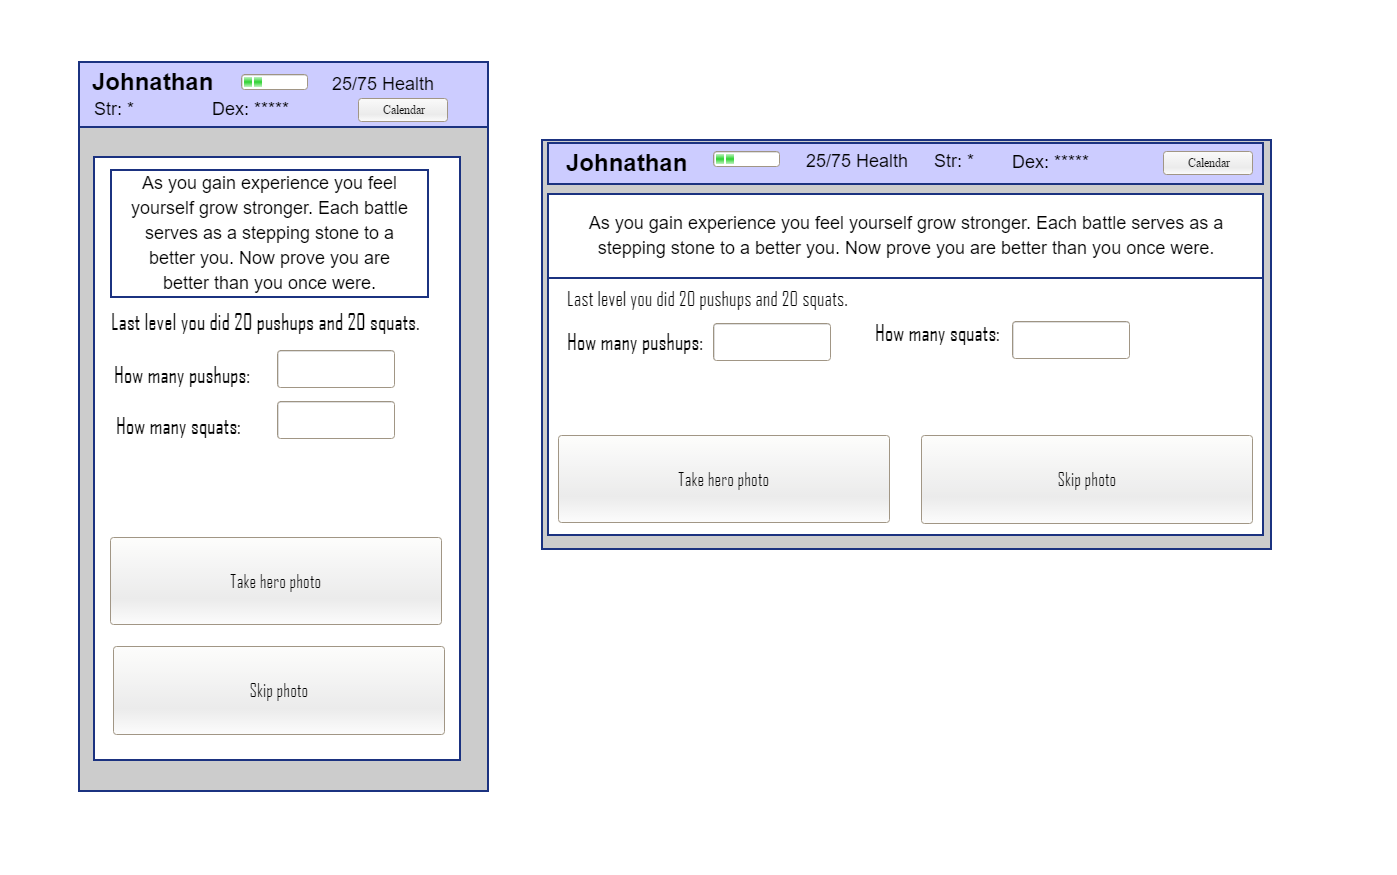 Johnathan 25/75 Health
Str: * Dex: ***** Calendar
As you gain experience you feel
yourself grow stronger. Each battle
serves as a stepping stone to a
better you. Now prove you are
better than you once were.
Last level you did 20 pushups and 20 squats.
How many pushups:
How many squats:
Take hero photo
Skip photo
Johnathan 25/75 Health Str: * Dex: ***** Calendar
As you gain experience you feel yourself grow stronger. Each battle serves as a
stepping stone to a better you. Now prove you are better than you once were.
Last level you did 20 pushups and 20 squats.
How many pushups: How many squats:
Take hero photo Skip photo